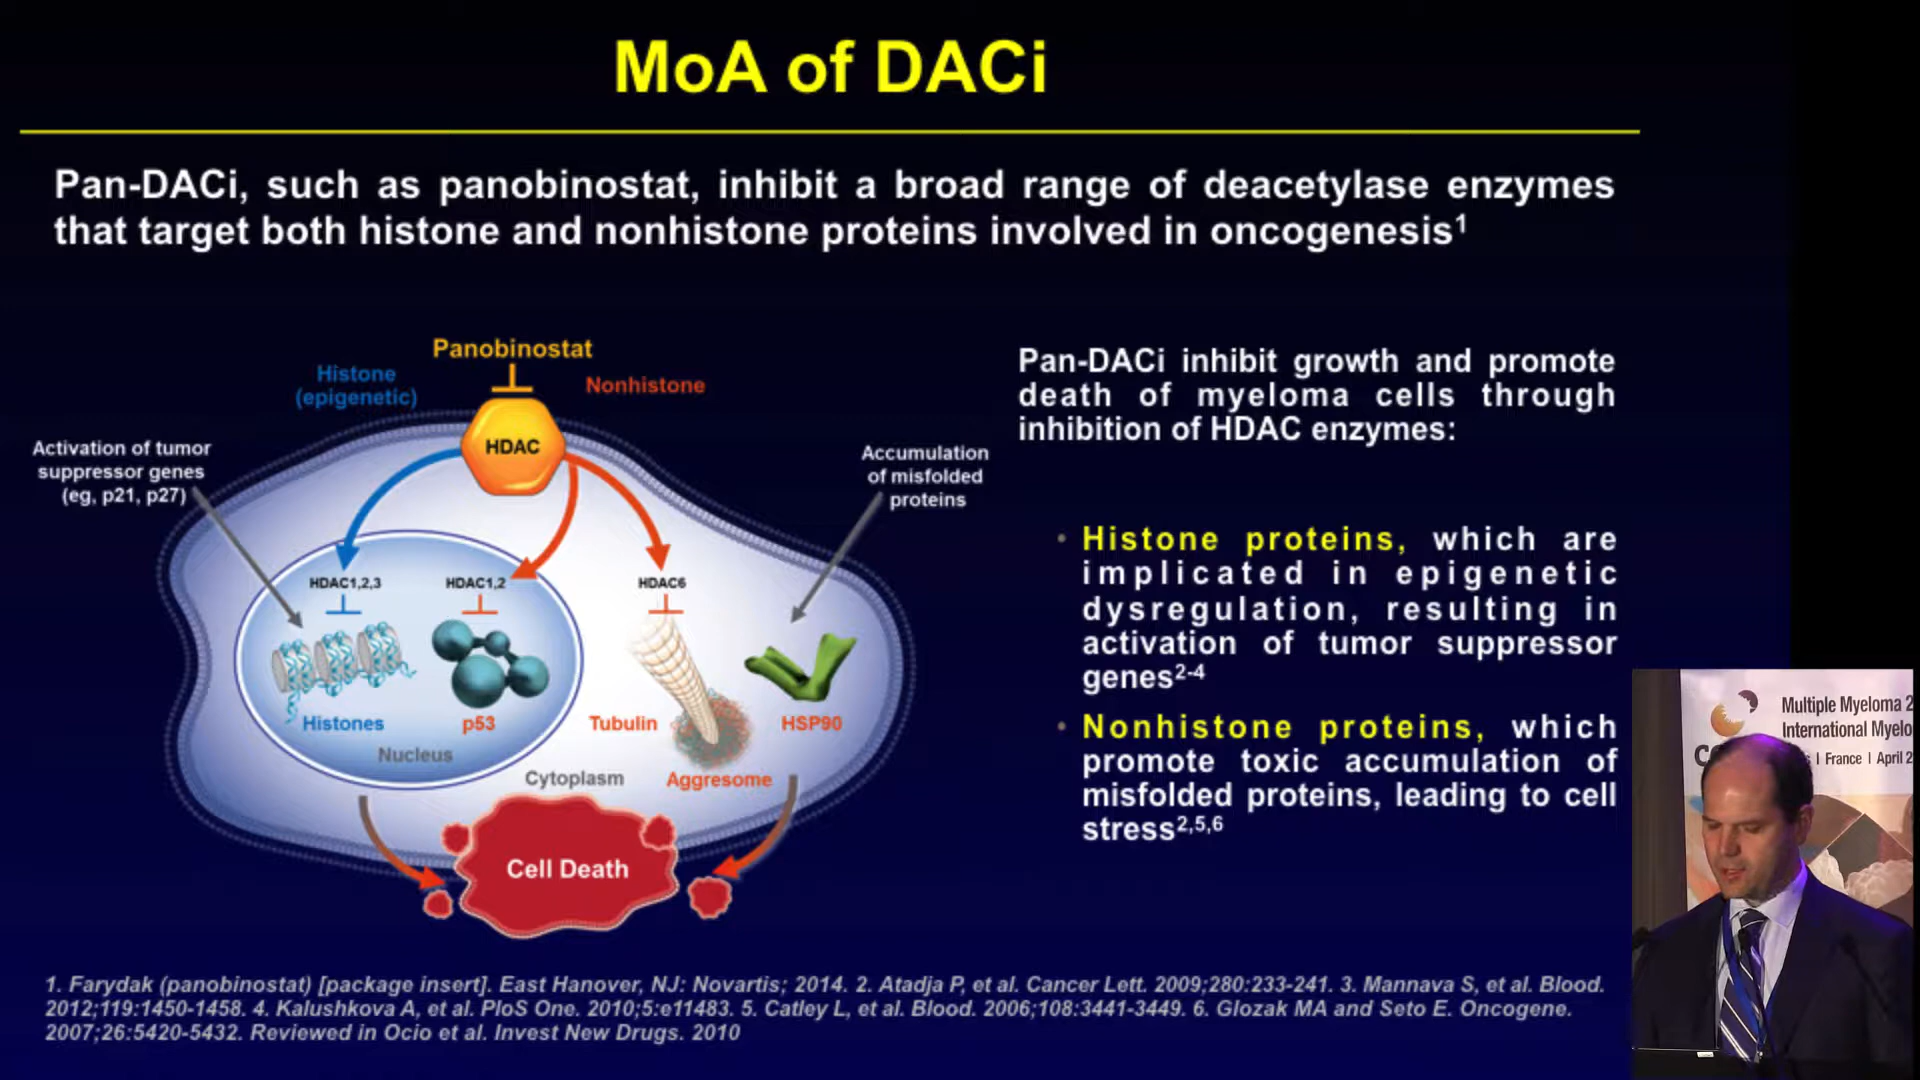 MoA of DACi
Pan-DACi, such as panobinostat, inhibit a broad range of deacetylase enzymes
that target both histone and nonhistone proteins involved in oncogenesis1
Panobinostat
Histone
(epigenetic)
Nonhistone
HDAC
Activation of tumor
suppressor genes
(eg, p21, p27)
Accumulation
of misfolded
proteins
HDAC1,2,3
HDAC1,2
HDAC6
Histones
p53
Tubulin
HSP90
Nucleus
Cytoplasm
Aggresome
Cell Death
Pan-DACi inhibit growth and promote
death of myeloma cells through
inhibition of HDAC enzymes:
• Histone proteins, which are
implicated in epigenetic
dysregulation, resulting in
activation of tumor suppressor
genes2-4
• Nonhistone proteins, which
promote toxic accumulation of
misfolded proteins, leading to cell
stress2,5,6
Multiple Myeloma 2
International Myelo
France | April 2
1. Farydak (panobinostat) [package insert]. East Hanover, NJ: Novartis; 2014. 2. Atadja P, et al. Cancer Lett. 2009;280:233-241. 3. Mannava S, et al. Blood.
2012;119:1450-1458. 4. Kalushkova A, et al. PloS One. 2010;5:e11483. 5. Catley L, et al. Blood. 2006;108:3441-3449. 6. Glozak MA and Seto E. Oncogene.
2007;26:5420-5432. Reviewed in Ocio et al. Invest New Drugs. 2010